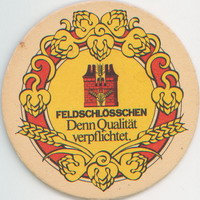 FELDSCHLÖSSCHEN
Denn Qualität
verpflichtet